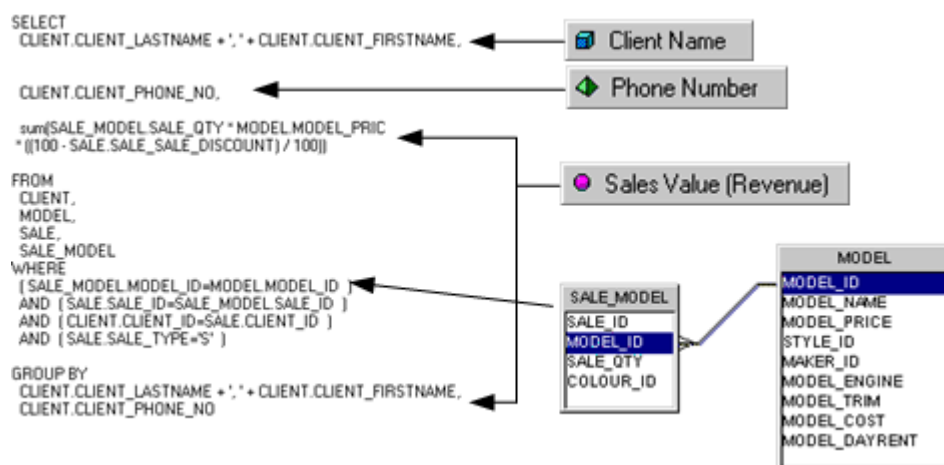 SELECT
CLIENT.CLIENT_LASTNAME + ', ' + CLIENT.CLIENT_FIRSTNAME,
Client Name
CLIENT.CLIENT_PHONE_NO,
Phone Number
sum(SALE_MODEL.SALE_QTY * MODEL.MODEL_PRIC
* ((100 - SALE.SALE_SALE_DISCOUNT) / 100))
Sales Value (Revenue)
FROM
CLIENT,
MODEL,
SALE,
SALE_MODEL
WHERE
( SALE_MODEL.MODEL_ID=MODEL.MODEL_ID )
AND ( SALE.SALE_ID=SALE_MODEL.SALE_ID )
AND ( CLIENT.CLIENT_ID=SALE.CLIENT_ID )
AND ( SALE.SALE_TYPE='S' )
GROUP BY
CLIENT.CLIENT_LASTNAME + ', ' + CLIENT.CLIENT_FIRSTNAME,
CLIENT.CLIENT_PHONE_NO
SALE_MODEL
SALE_ID
MODEL_ID
SALE_QTY
COLOUR_ID
MODEL
MODEL_ID
MODEL_NAME
MODEL_PRICE
STYLE_ID
MAKER_ID
MODEL_ENGINE
MODEL_TRIM
MODEL_COST
MODEL_DAYRENT